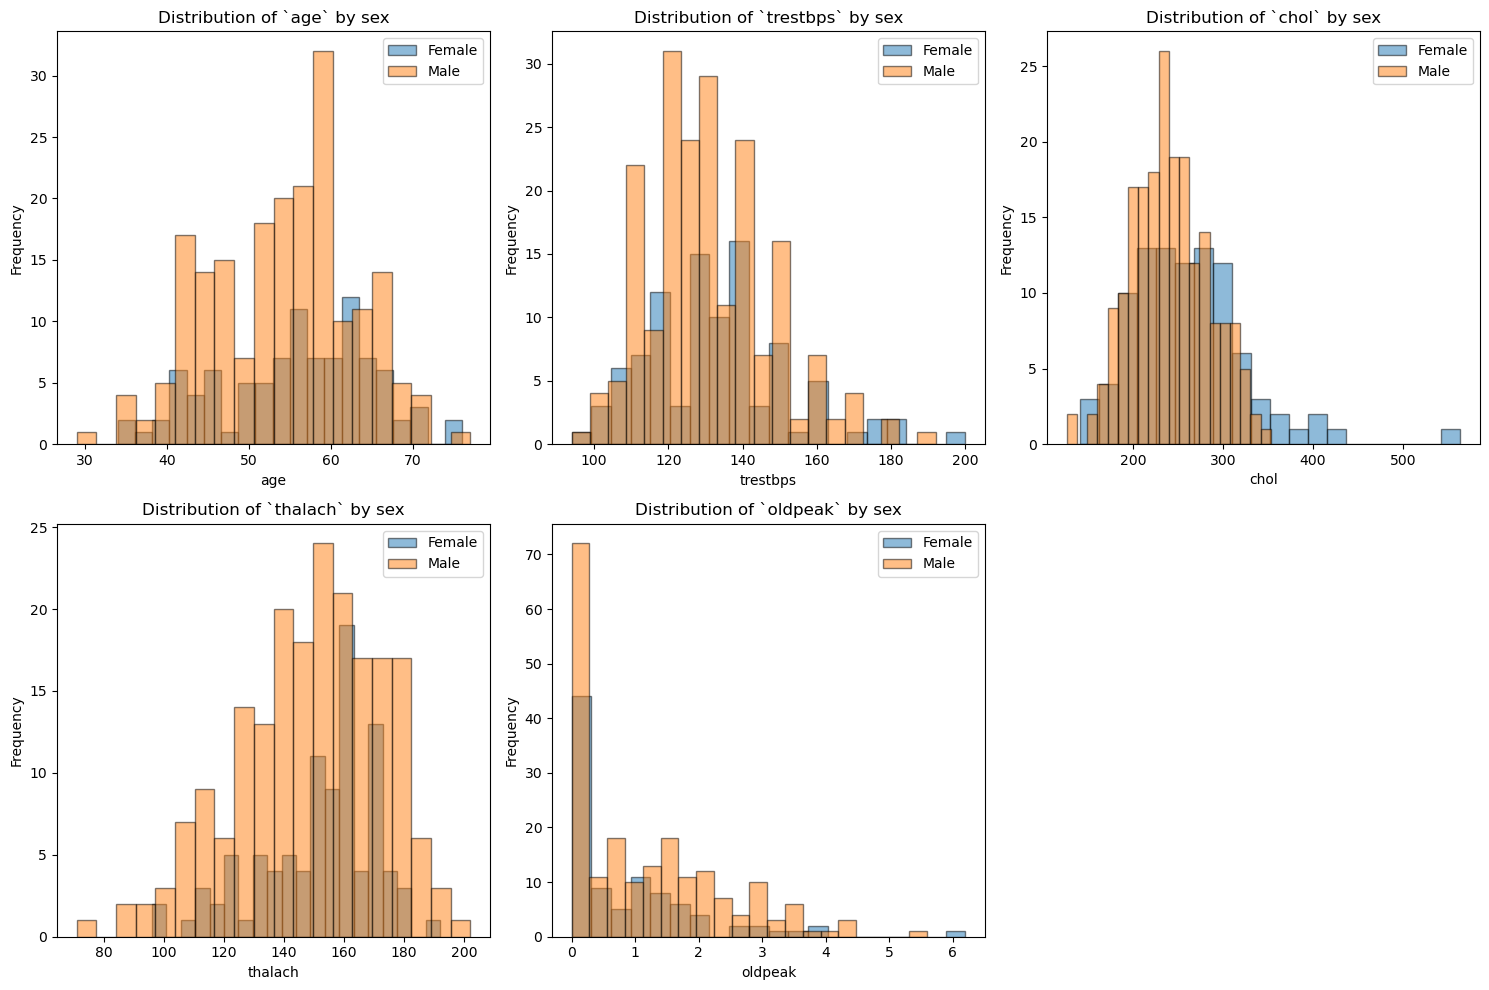 Distribution of `age` by sex
Female
Male
Frequency
30
25
20
15
10
5
0
30 40 50 60 70
age
Distribution of `trestbps` by sex
Female
Male
Frequency
30
25
20
15
10
5
0
100 120 140 160 180 200
trestbps
Distribution of `chol` by sex
Female
Male
Frequency
25
20
15
10
5
0
200 300 400 500
chol
Distribution of `thalach` by sex
Female
Male
Frequency
25
20
15
10
5
0
80 100 120 140 160 180 200
thalach
Distribution of `oldpeak` by sex
Female
Male
Frequency
70
60
50
40
30
20
10
0
0 1 2 3 4 5 6
oldpeak